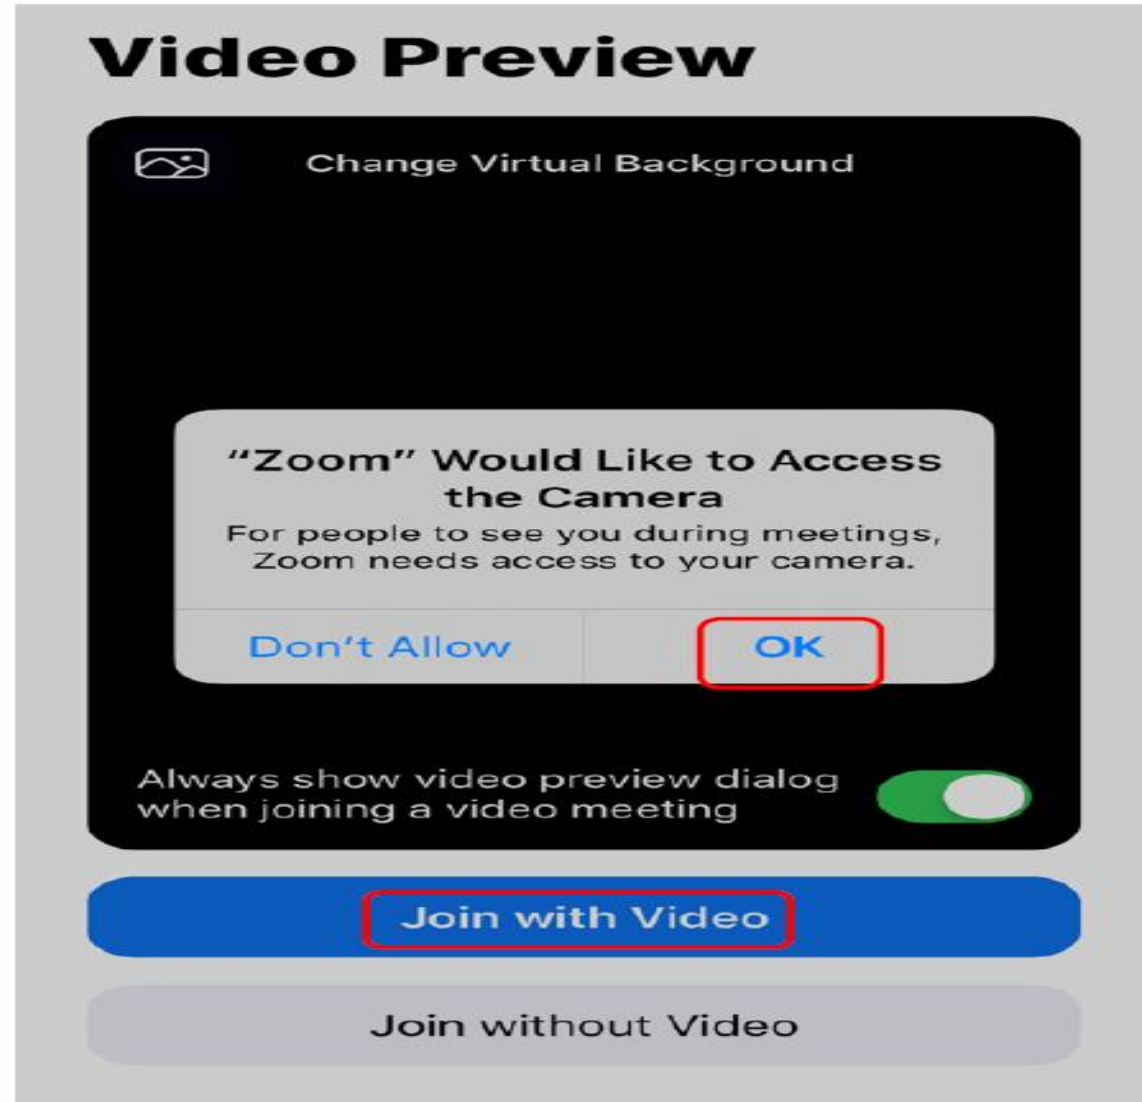 Video Preview
Change Virtual Background
“Zoom” Would Like to Access
the Camera
For people to see you during meetings,
Zoom needs access to your camera.
Don’t Allow
OK
Always show video preview dialog
when joining a video meeting
Join with Video
Join without Video